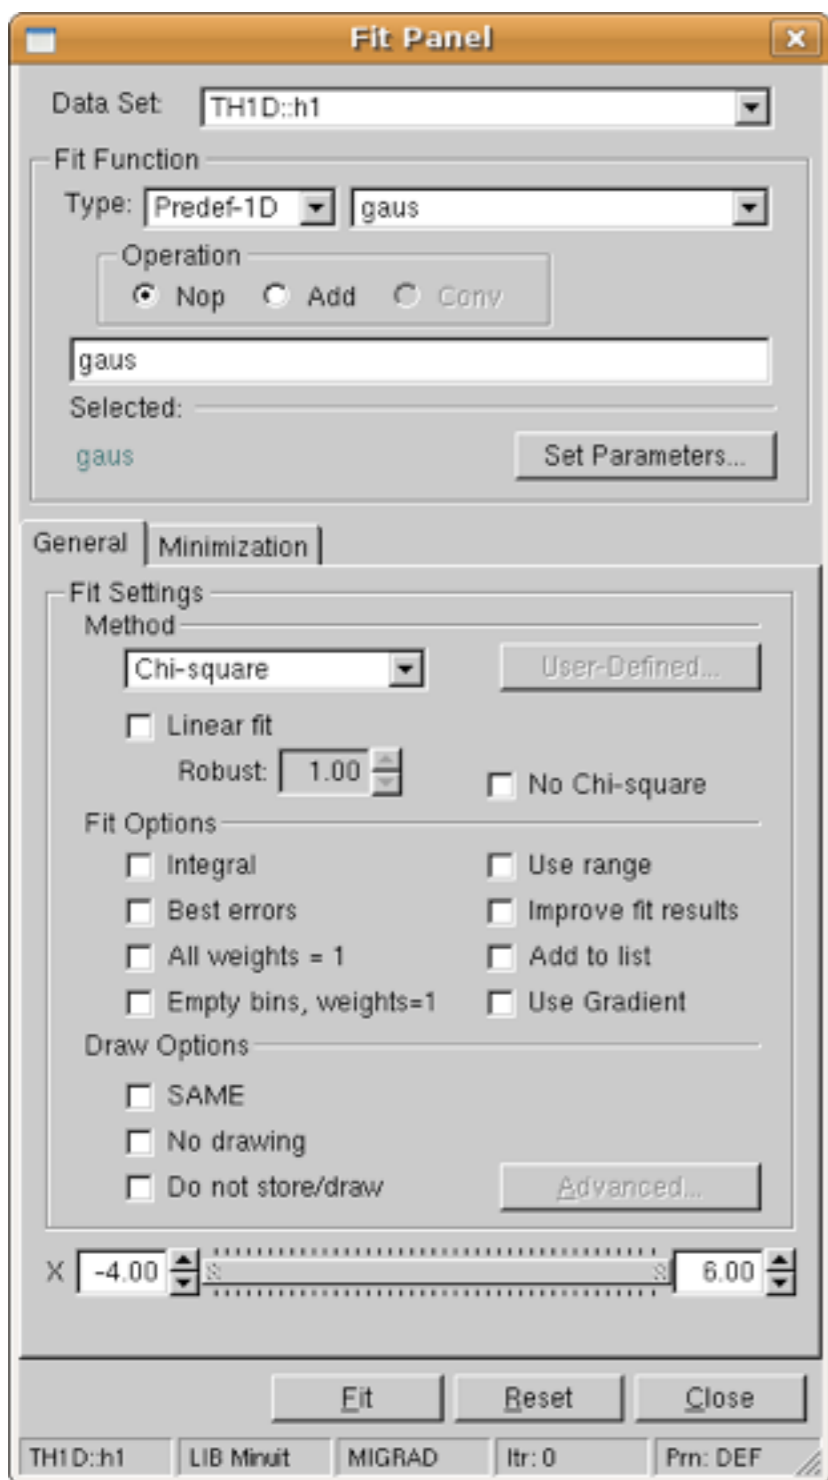 Fit Panel
Data Set: TH1D::h1
Fit Function
Type: Predef-1D gaus
Operation
Nop Add Conv
gaus
Selected:
gaus Set Parameters...
General Minimization
Fit Settings
Method
Chi-square User-Defined...
Linear fit
Robust: 1.00 No Chi-square
Fit Options
Integral Use range
Best errors Improve fit results
All weights = 1 Add to list
Empty bins, weights=1 Use Gradient
Draw Options
SAME
No drawing
Do not store/draw Advanced...
X -4.00 6.00
Fit Reset Close
TH1D::h1 LIB Minuit MIGRAD Itr: 0 Prn: DEF